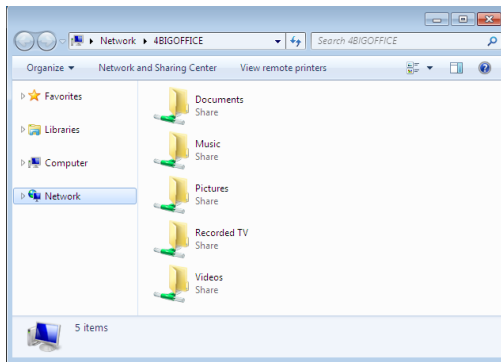 Network 4BIGOFFICE
Search 4BIGOFFICE
Organize Network and Sharing Center View remote printers
Favorites
Libraries
Computer
Network
Documents
Share
Music
Share
Pictures
Share
Recorded TV
Share
Videos
Share
5 items